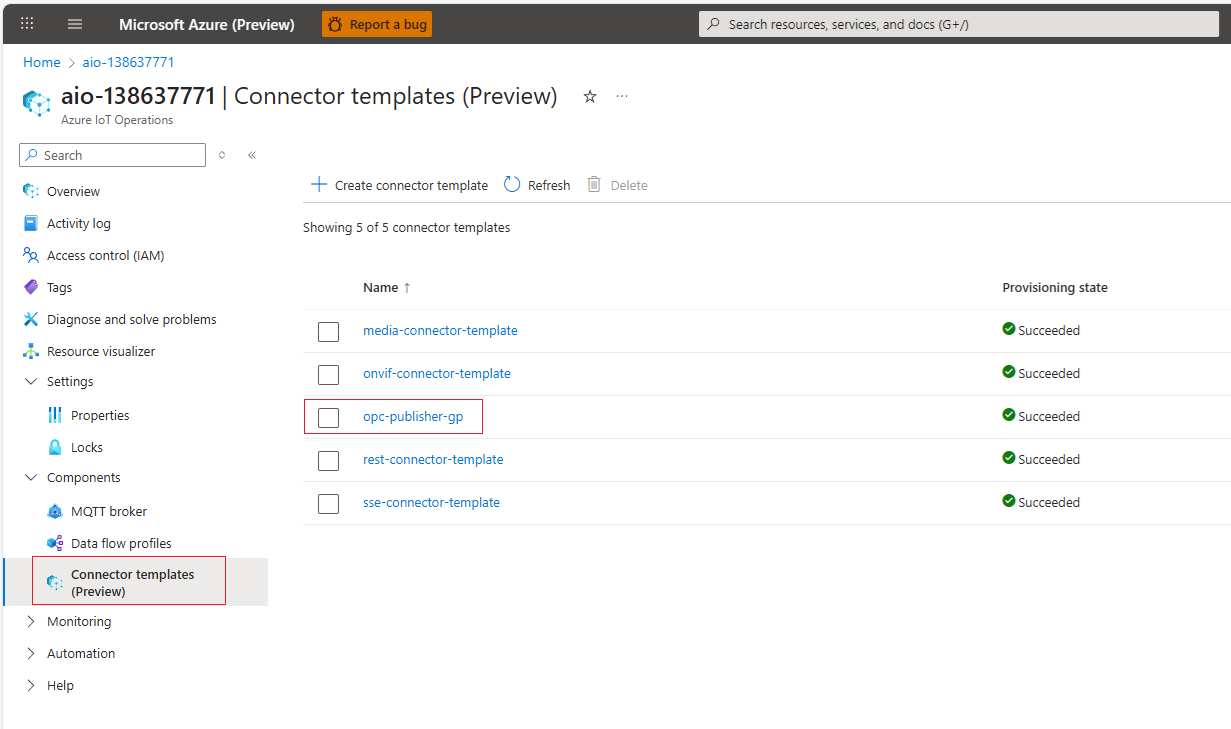 Microsoft Azure (Preview)
Report a bug
Search resources, services, and docs (G+/)
Home > aio-138637771
aio-138637771 | Connector templates (Preview)
Azure IoT Operations
Search
Overview
Activity log
Access control (IAM)
Tags
Diagnose and solve problems
Resource visualizer
Settings
Properties
Locks
Components
MQTT broker
Data flow profiles
Connector templates
(Preview)
Monitoring
Automation
Help
Create connector template
Refresh
Delete
Showing 5 of 5 connector templates
Name ↑ Provisioning state
media-connector-template Succeeded
onvif-connector-template Succeeded
opc-publisher-gp Succeeded
rest-connector-template Succeeded
sse-connector-template Succeeded